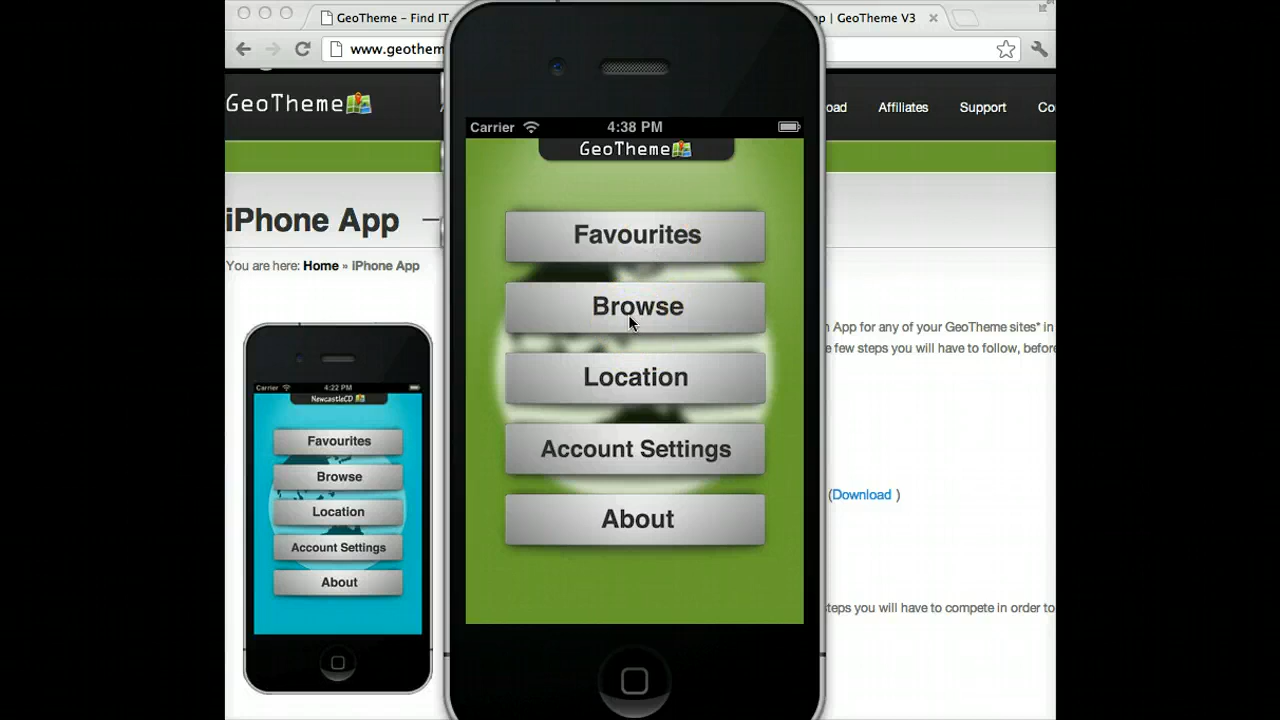 GeoTheme – Find IT.
p | GeoTheme V3
www.geothem
GeoTheme
oad
Affiliates
Support
Co
iPhone App –
You are here: Home » iPhone App
Carrier
4:38 PM
GeoTheme
Favourites
Browse
Location
Account Settings
About
Carrier
4:22 PM
NewcastleCD
Favourites
Browse
Location
Account Settings
About
n App for any of your GeoTheme sites* in
e few steps you will have to follow, before
(Download )
steps you will have to compete in order to